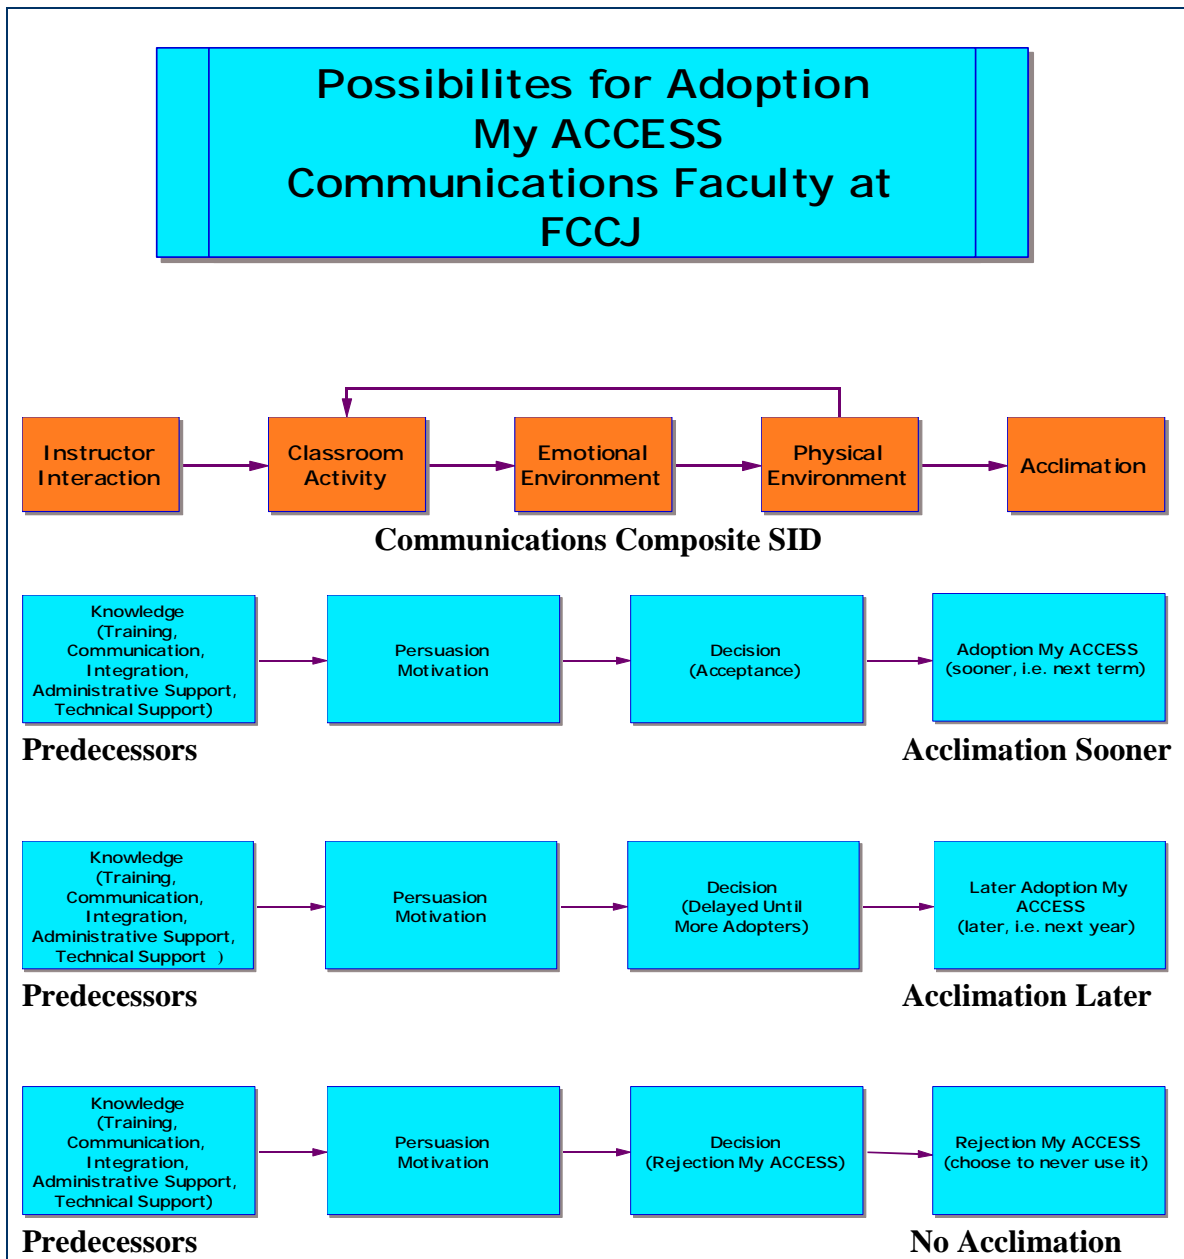 Possibilites for Adoption
My ACCESS
Communications Faculty at
FCCJ
Instructor
Interaction
Classroom
Activity
Emotional
Environment
Physical
Environment
Acclimation
Communications Composite SID
Knowledge
(Training,
Communication,
Integration,
Administrative Support,
Technical Support)
Persuasion
Motivation
Decision
(Acceptance)
Adoption My ACCESS
(sooner, i.e. next term)
Predecessors
Acclimation Sooner
Knowledge
(Training,
Communication,
Integration,
Administrative Support,
Technical Support )
Persuasion
Motivation
Decision
(Delayed Until
More Adopters)
Later Adoption My
ACCESS
(later, i.e. next year)
Predecessors
Acclimation Later
Knowledge
(Training,
Communication,
Integration,
Administrative Support,
Technical Support)
Persuasion
Motivation
Decision
(Rejection My ACCESS)
Rejection My ACCESS
(choose to never use it)
Predecessors
No Acclimation